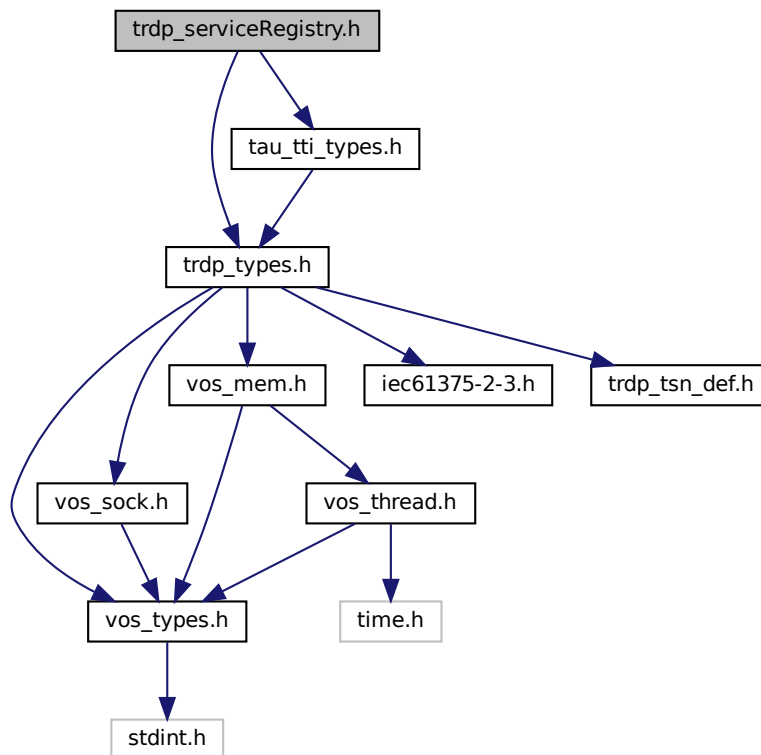 trdp_serviceRegistry.h
tau_tti_types.h
trdp_types.h
vos_mem.h
iec61375-2-3.h
trdp_tsn_def.h
vos_sock.h
vos_thread.h
vos_types.h
time.h
stdint.h